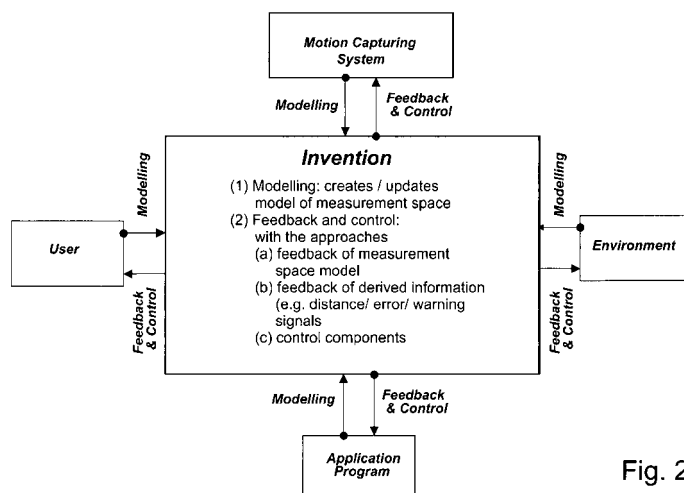 Motion Capturing
System
Modelling
Feedback
& Control
Invention
(1) Modelling: creates / updates
model of measurement space
(2) Feedback and control:
with the approaches
(a) feedback of measurement
space model
(b) feedback of derived information
(e.g. distance/ error/ warning
signals
(c) control components
Modelling
User
Feedback
& Control
Modelling
Environment
Feedback
& Control
Modelling
Feedback
& Control
Application
Program
Fig. 2